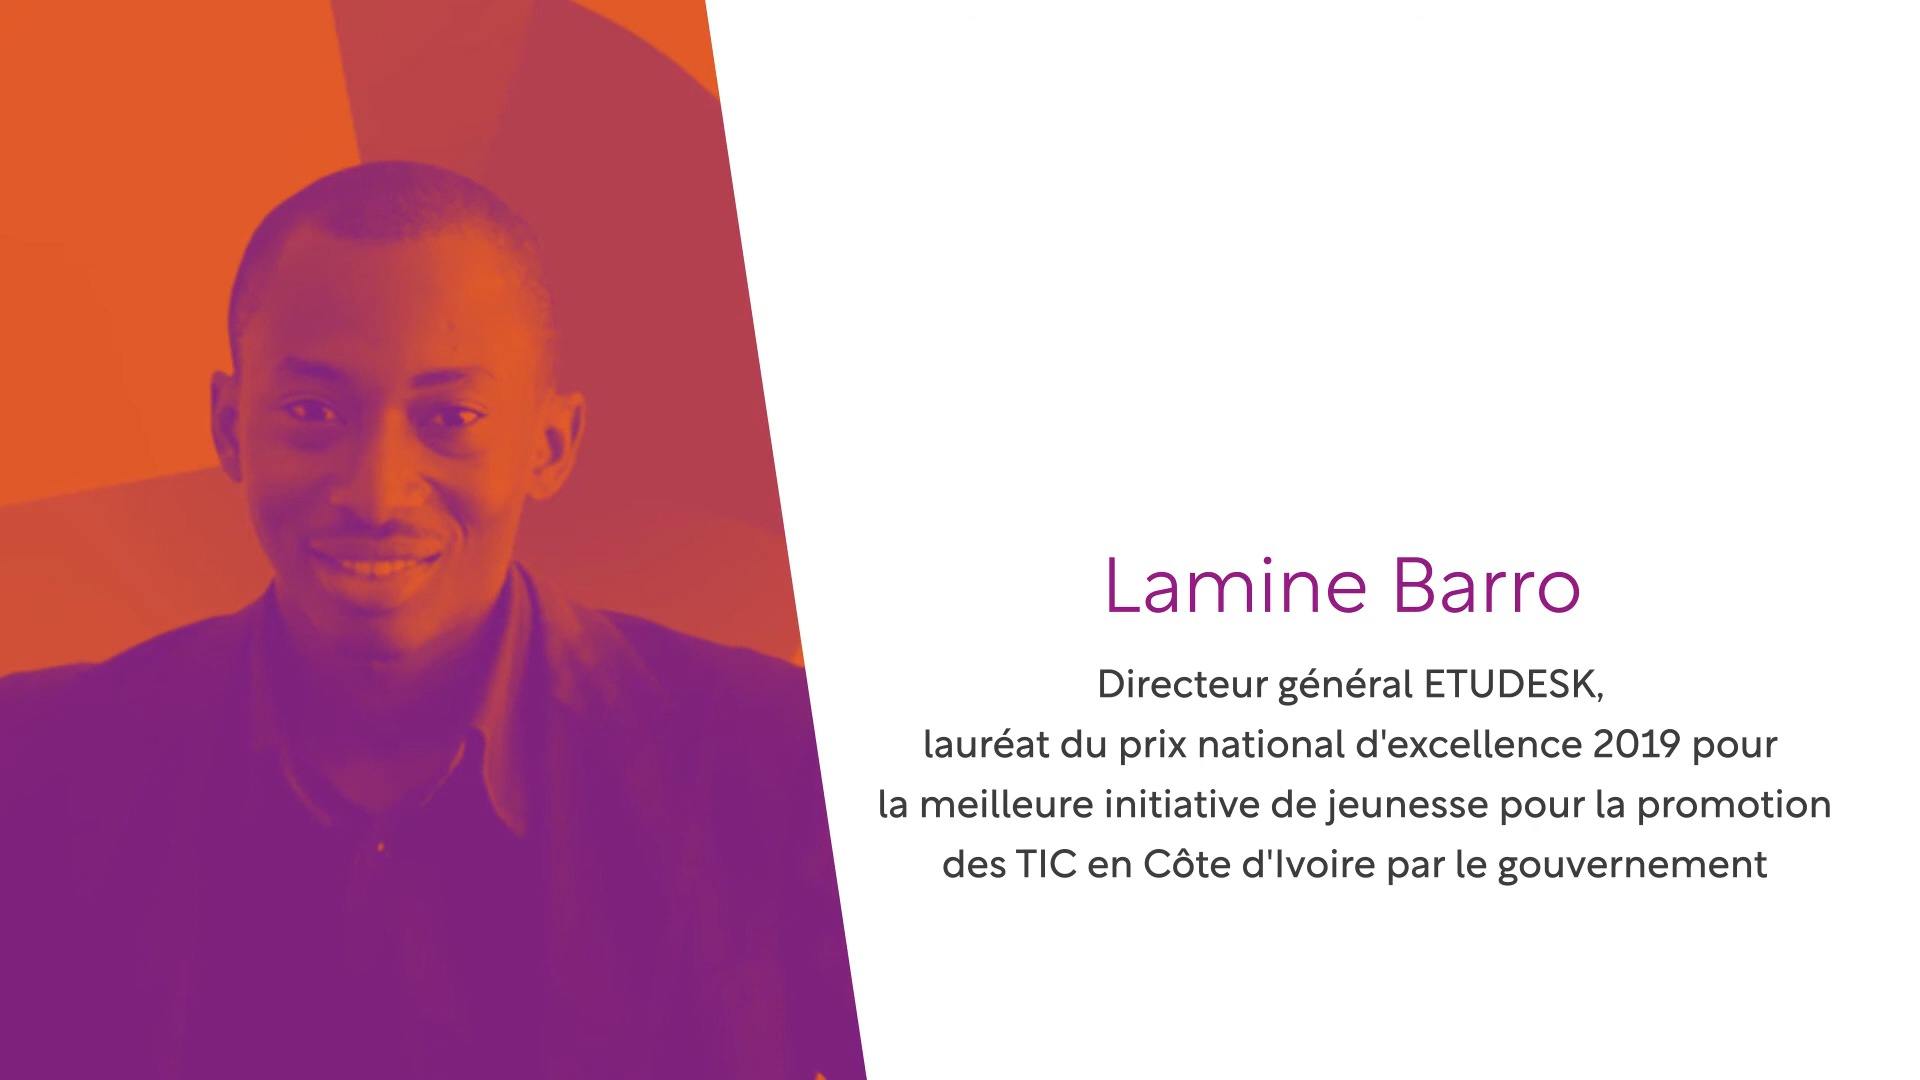 Lamine Barro
Directeur général ETUDESK,
lauréat du prix national d'excellence 2019 pour
la meilleure initiative de jeunesse pour la promotion
des TIC en Côte d'Ivoire par le gouvernement